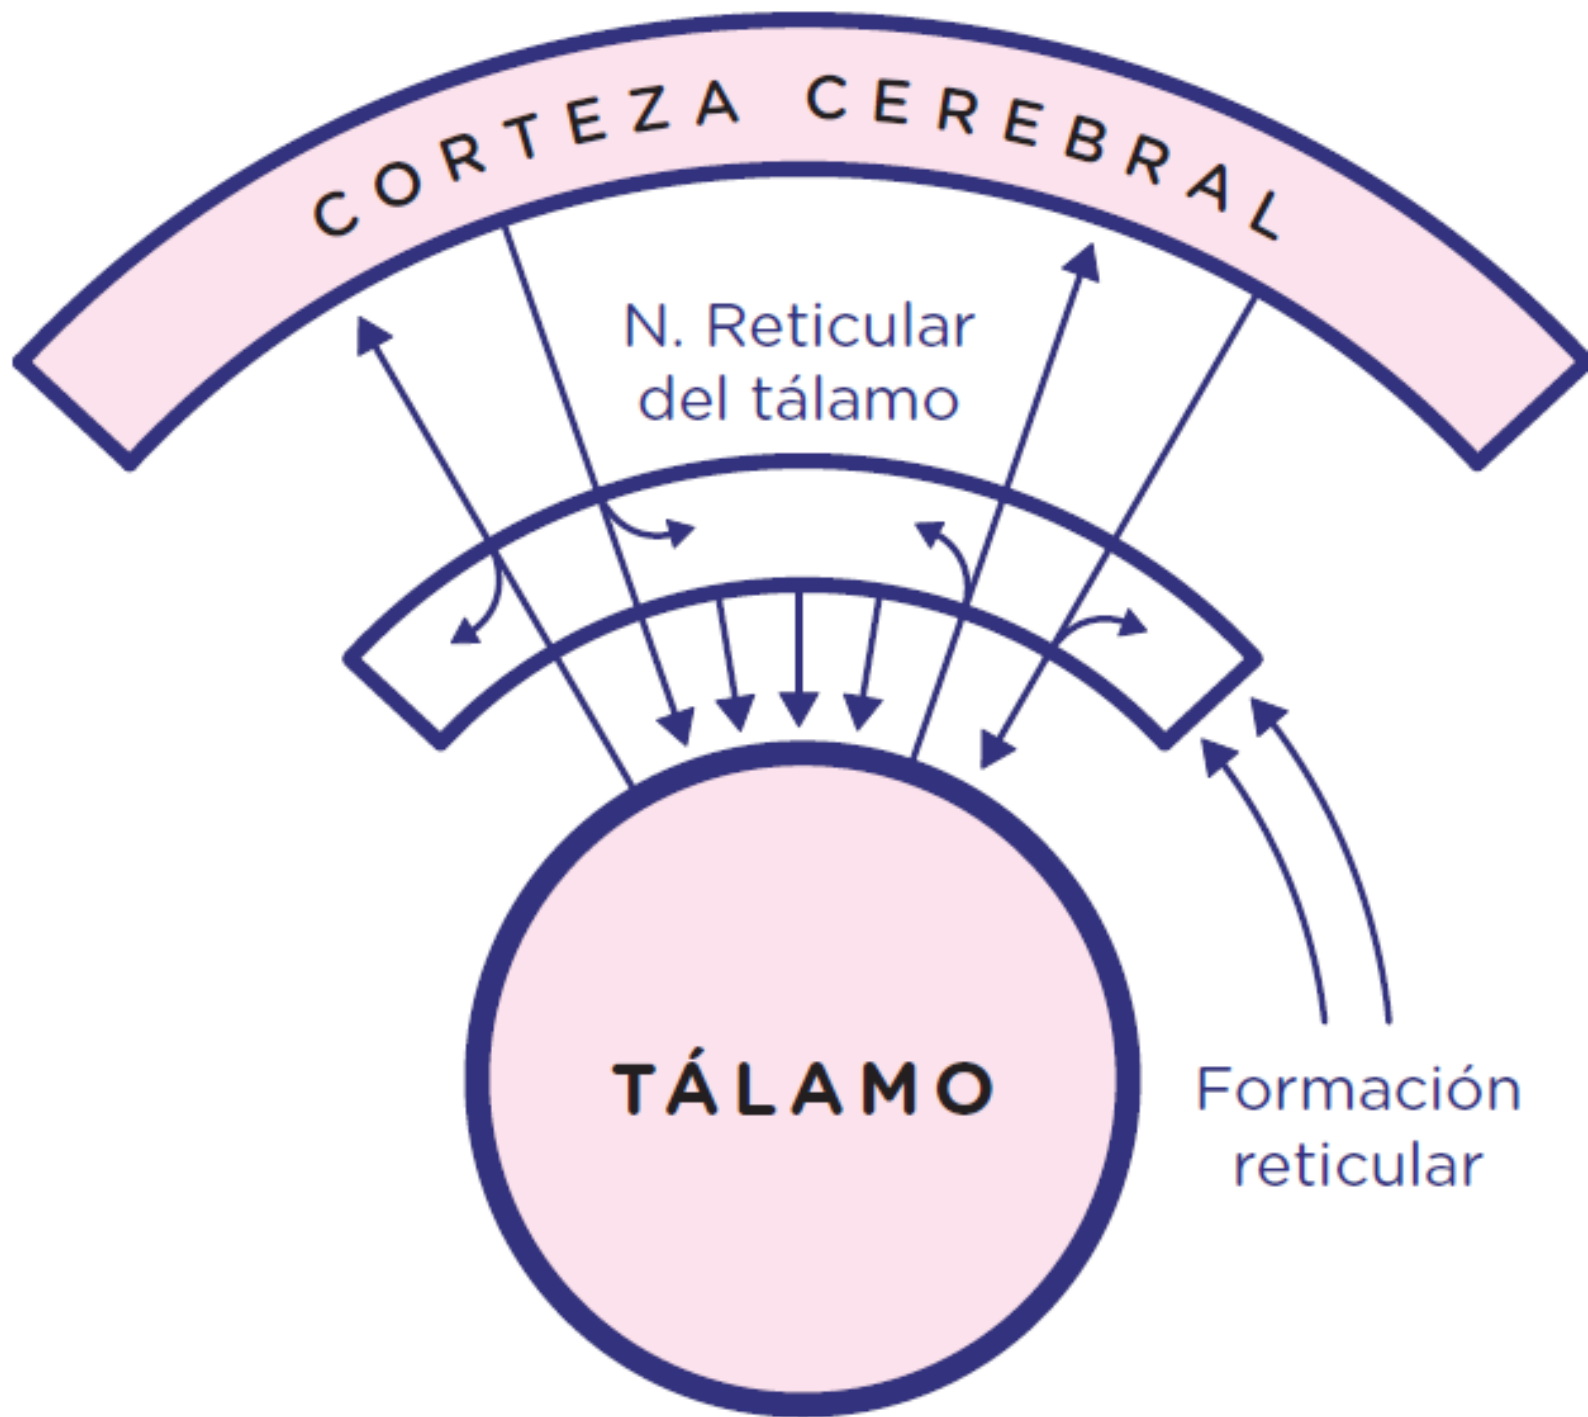 CORTEZA CEREBRAL
N. Reticular
del tálamo
TÁLAMO
Formación
reticular